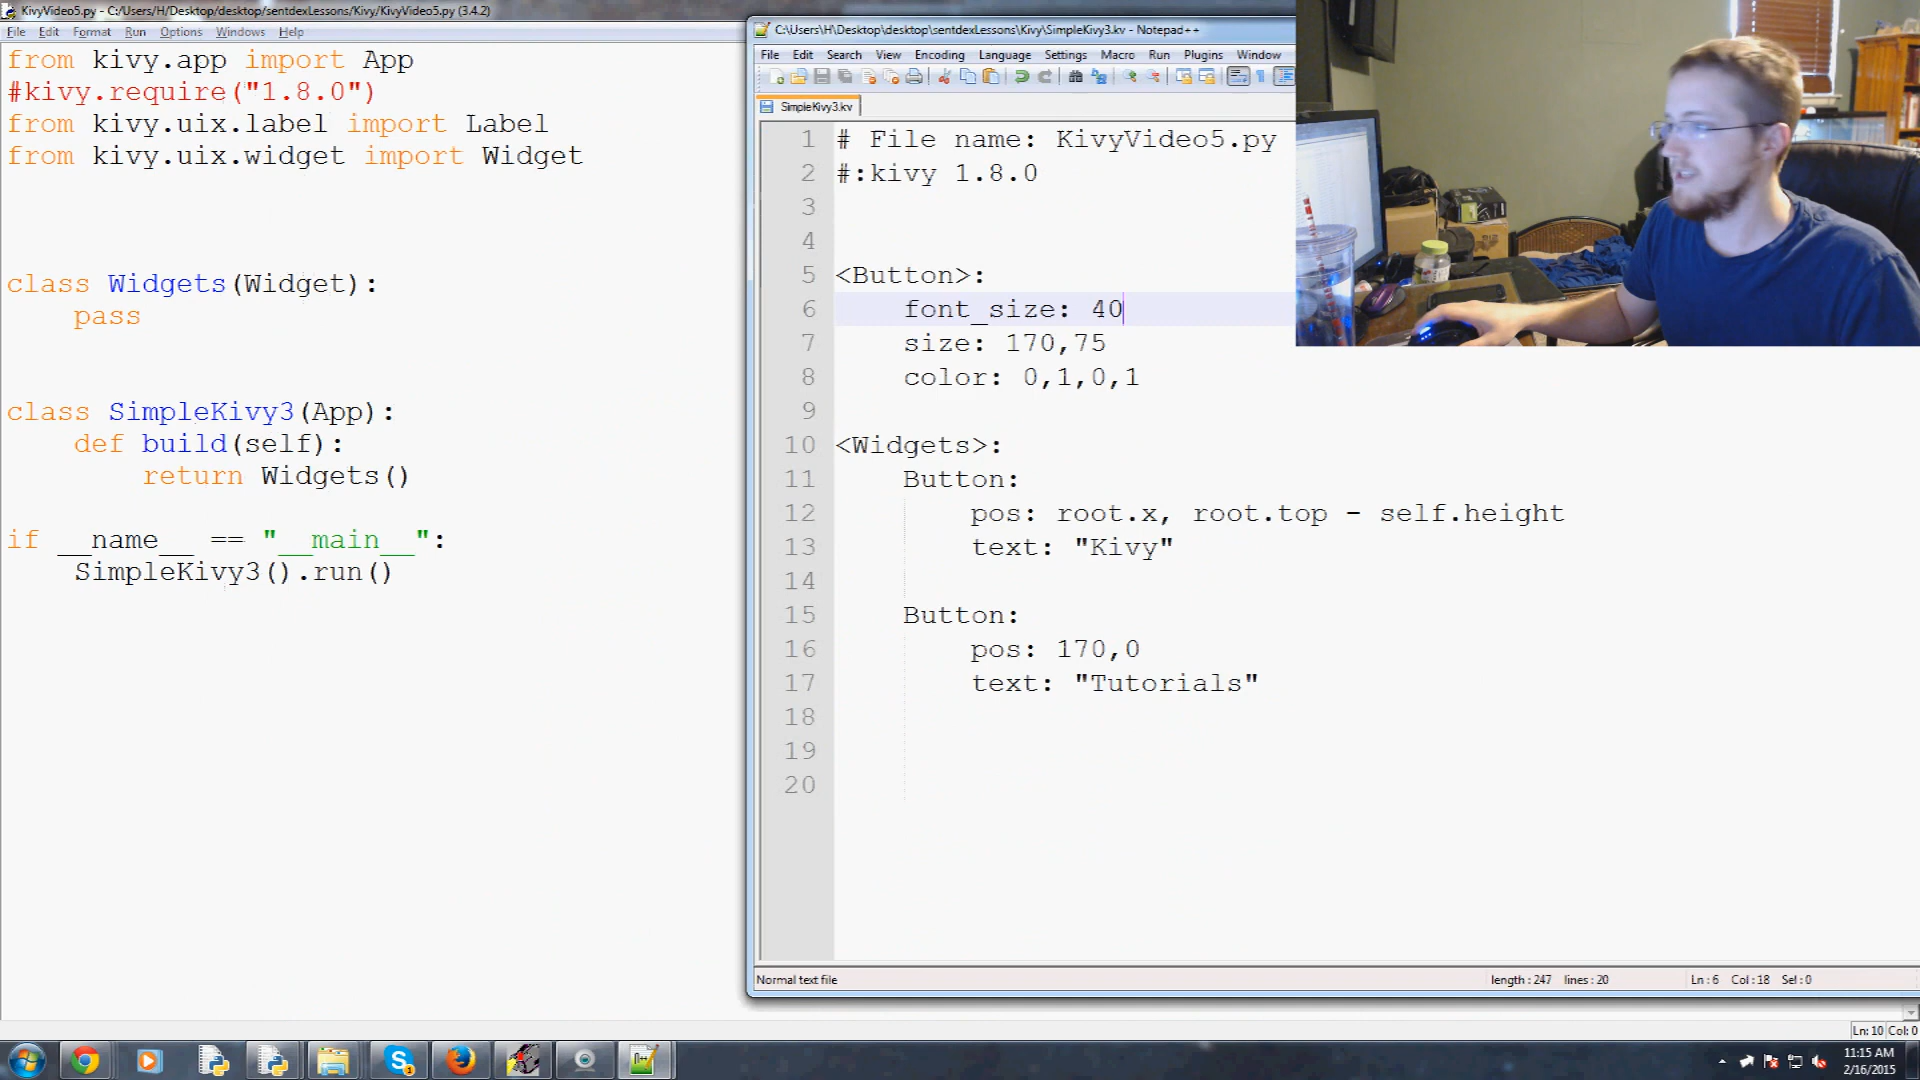 KivyVideo5.py - C:/Users/H/Desktop/desktop/sentdexLessons/Kivy/KivyVideo5.py (3.4.2)
File Edit Format Run Options Windows Help
from kivy.app import App
#kivy.require("1.8.0")
from kivy.uix.label import Label
from kivy.uix.widget import Widget
class Widgets(Widget):
pass
class SimpleKivy3(App):
def build(self):
return Widgets()
if __name__ == "__main__":
SimpleKivy3().run()
Ln: 10 Col: 0
C:\Users\H\Desktop\desktop\sentdexLessons\Kivy\SimpleKivy3.kv - Notepad++
File Edit Search View Encoding Language Settings Macro Run Plugins Window
SimpleKivy3.kv
1 # File name: KivyVideo5.py
2 #:kivy 1.8.0
3
4
5 <Button>:
6 font_size: 40
7 size: 170,75
8 color: 0,1,0,1
9
10 <Widgets>:
11 Button:
12 pos: root.x, root.top - self.height
13 text: "Kivy"
14
15 Button:
16 pos: 170,0
17 text: "Tutorials"
18
19
20
Normal text file length : 247 lines : 20 Ln : 6 Col : 18 Sel : 0
11:15 AM
2/16/2015